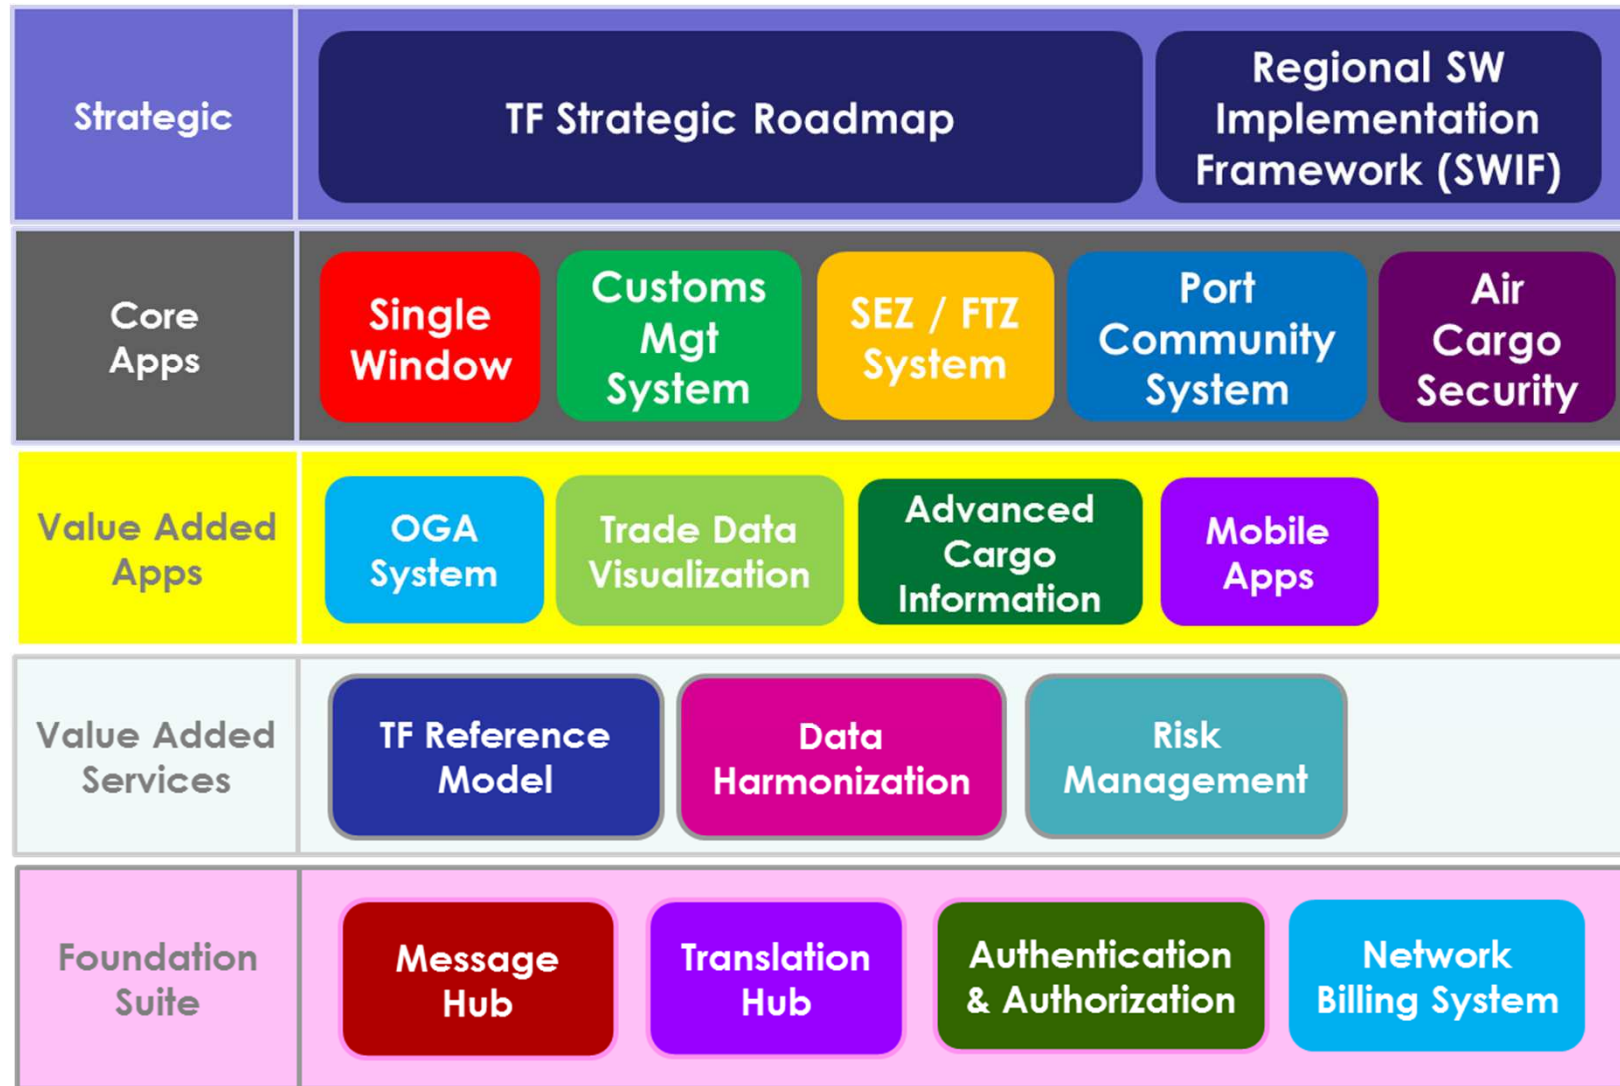 Strategic
TF Strategic Roadmap
Regional SW
Implementation
Framework (SWIF)
Core
Apps
Single
Window
Customs
Mgt
System
SEZ / FTZ
System
Port
Community
System
Air
Cargo
Security
Value Added
Apps
OGA
System
Trade Data
Visualization
Advanced
Cargo
Information
Mobile
Apps
Value Added
Services
TF Reference
Model
Data
Harmonization
Risk
Management
Foundation
Suite
Message
Hub
Translation
Hub
Authentication
& Authorization
Network
Billing System